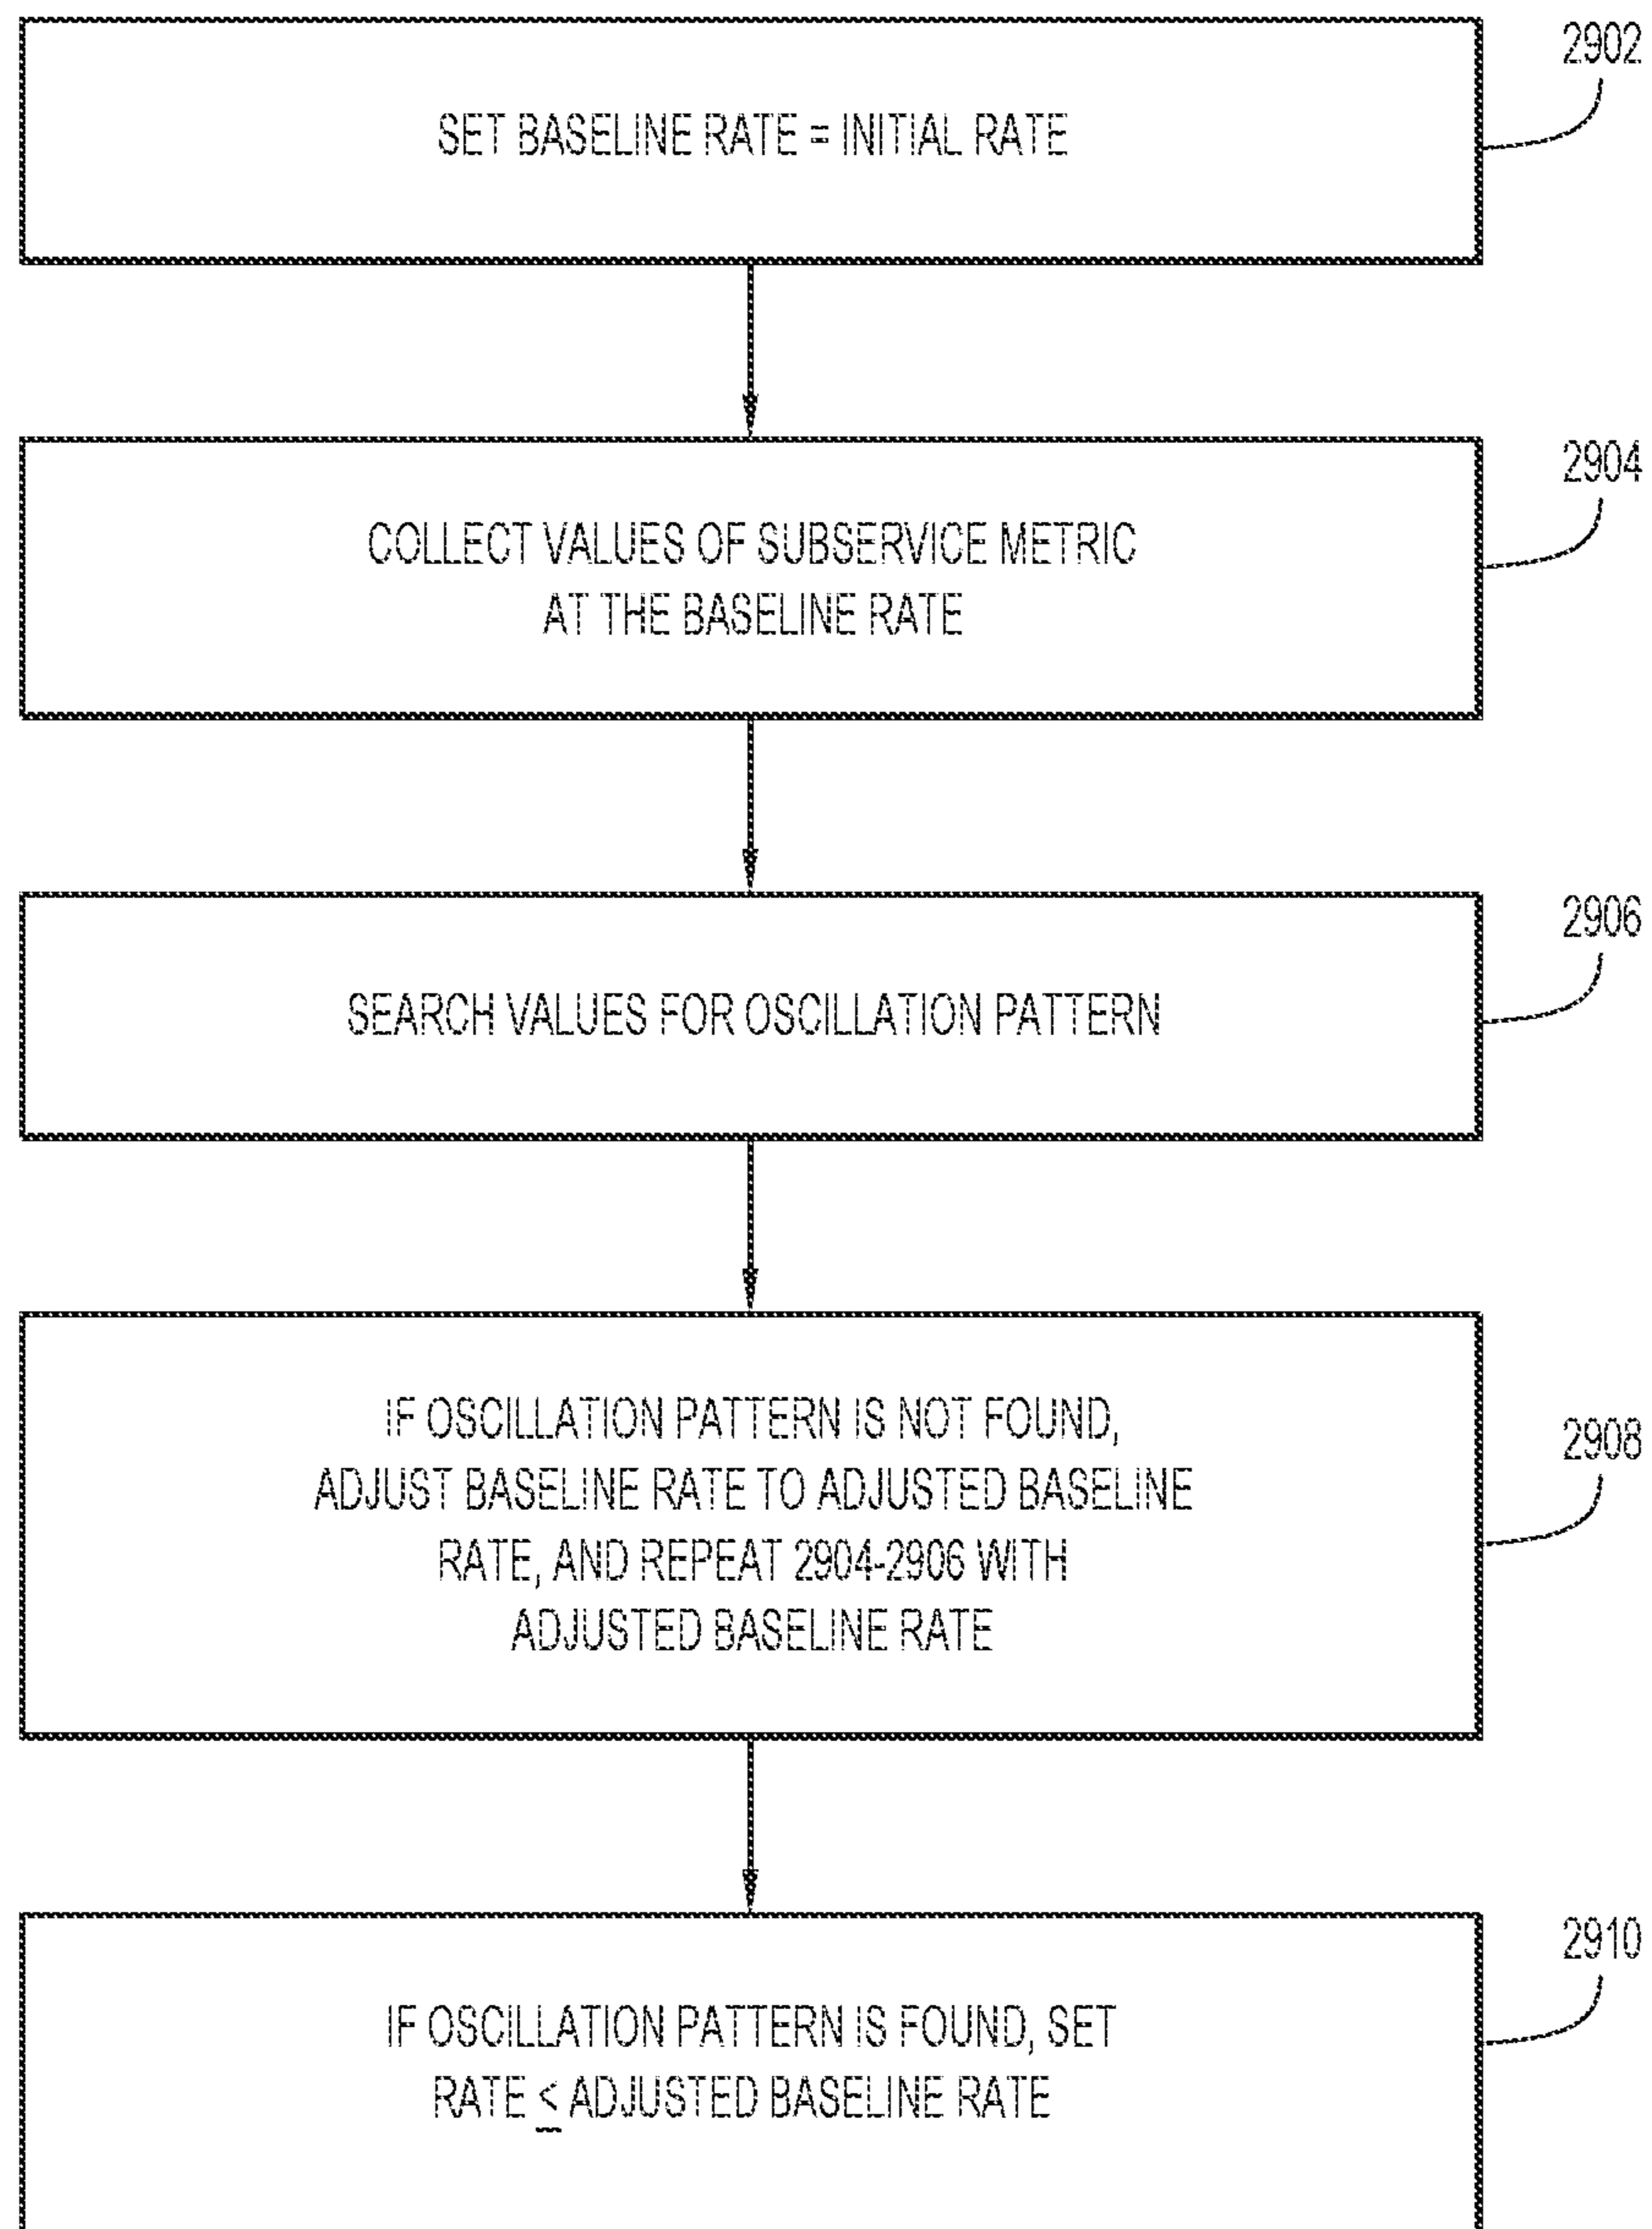 2902
SET BASELINE RATE = INITIAL RATE
2904
COLLECT VALUES OF SUBSERVICE METRIC
AT THE BASELINE RATE
2906
SEARCH VALUES FOR OSCILLATION PATTERN
2908
IF OSCILLATION PATTERN IS NOT FOUND,
ADJUST BASELINE RATE TO ADJUSTED BASELINE
RATE, AND REPEAT 2904-2906 WITH
ADJUSTED BASELINE RATE
2910
IF OSCILLATION PATTERN IS FOUND, SET
RATE ≤ ADJUSTED BASELINE RATE